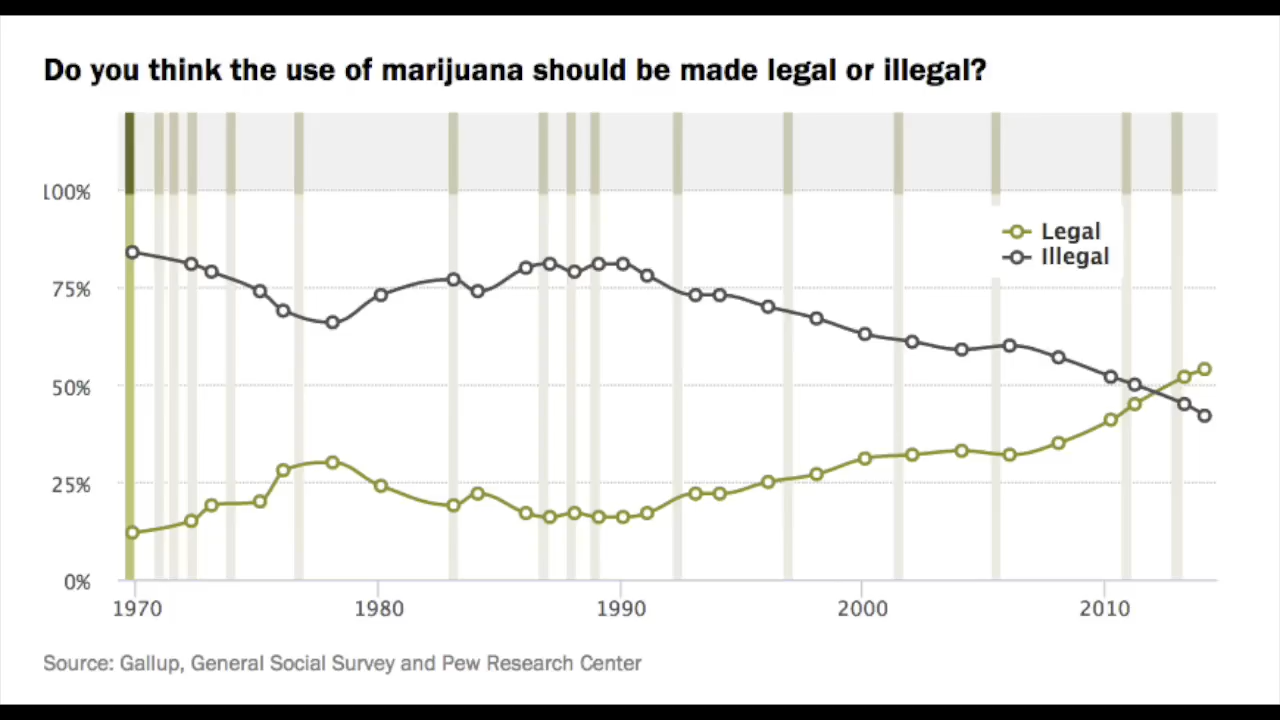 Do you think the use of marijuana should be made legal or illegal?
100%
Legal
Illegal
75%
50%
25%
0%
1970 1980 1990 2000 2010
Source: Gallup, General Social Survey and Pew Research Center